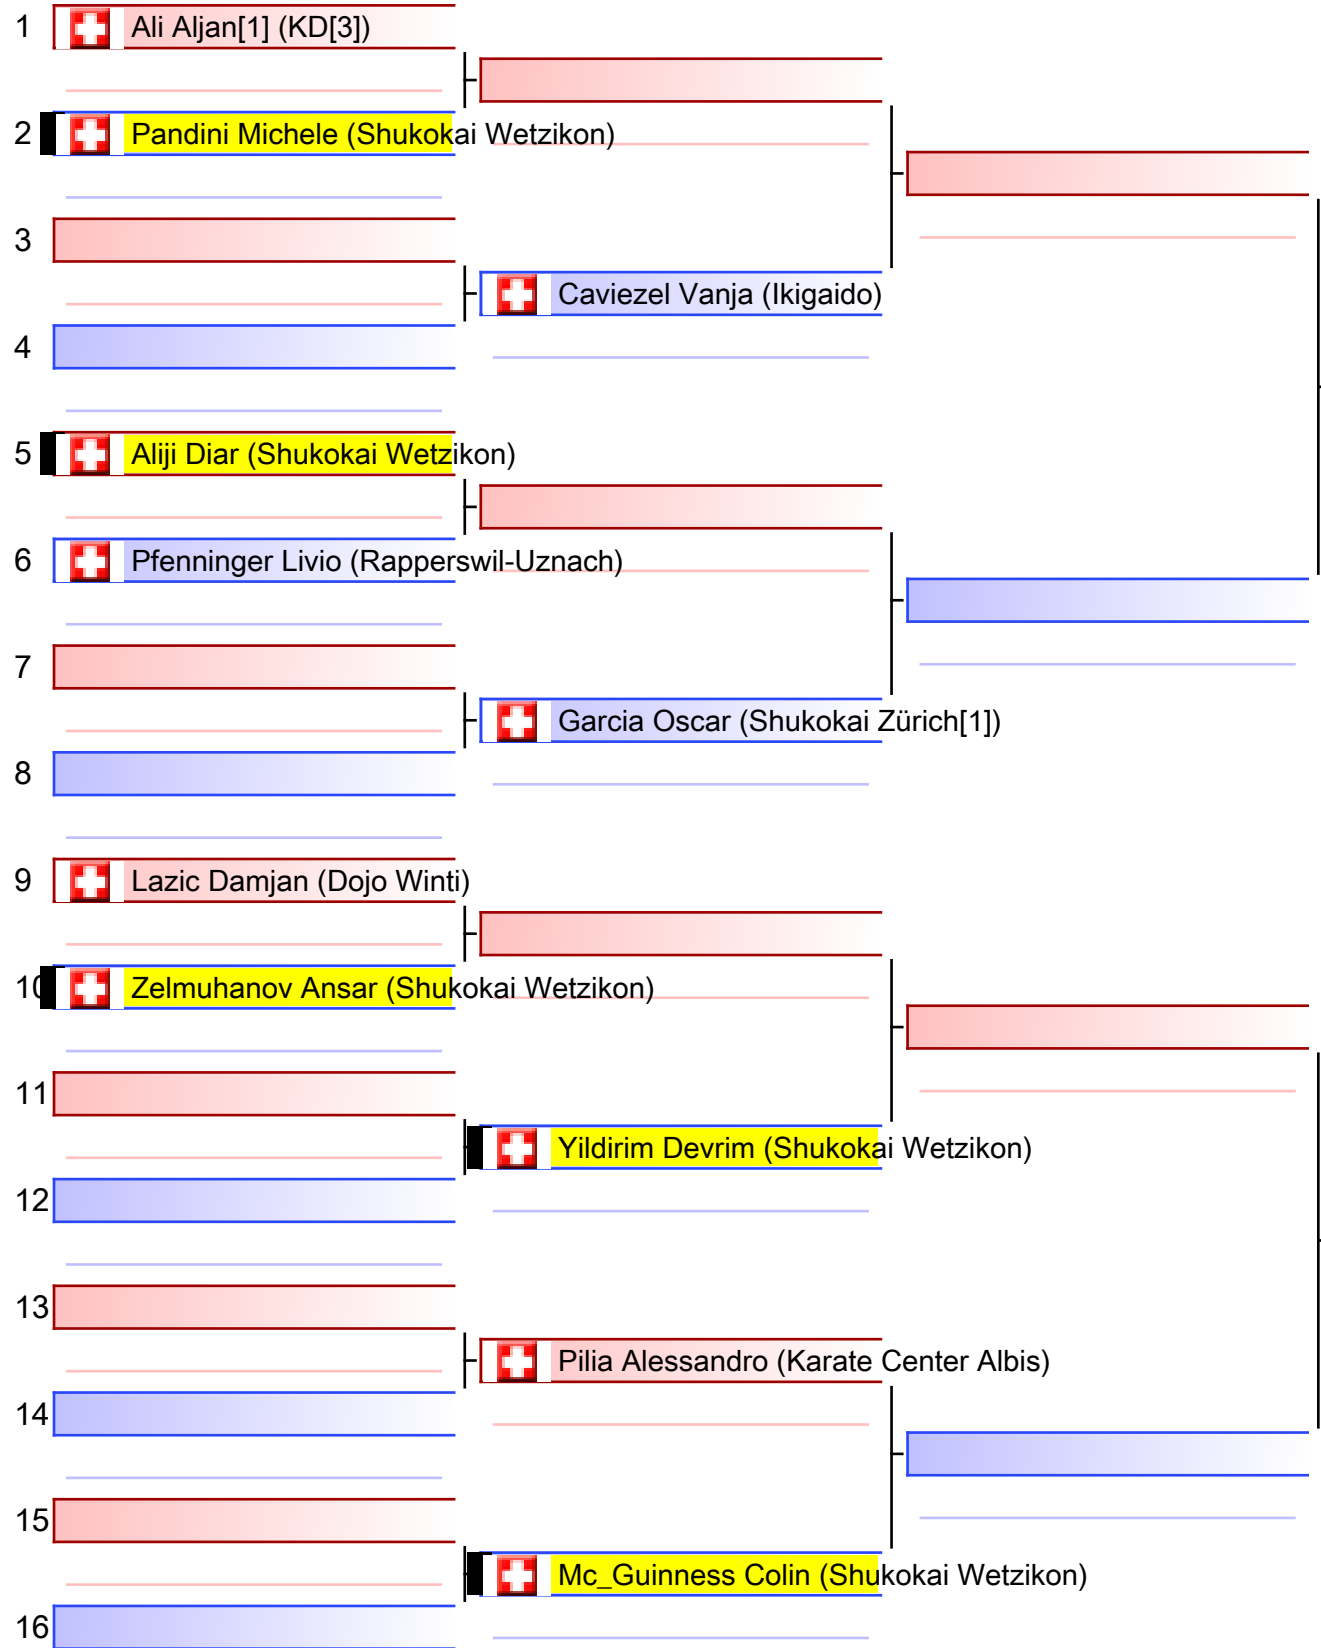 1 Ali Aljan[1] (KD[3])
2 Pandini Michele (Shukokai Wetzikon)
3
Caviezel Vanja (Ikigaido)
4
5 Aliji Diar (Shukokai Wetzikon)
6 Pfenninger Livio (Rapperswil-Uznach)
7
Garcia Oscar (Shukokai Zürich[1])
8
9 Lazic Damjan (Dojo Winti)
10 Zelmuhanov Ansar (Shukokai Wetzikon)
11
Yildirim Devrim (Shukokai Wetzikon)
12
13
Pilia Alessandro (Karate Center Albis)
14
15
Mc_Guinness Colin (Shukokai Wetzikon)
16